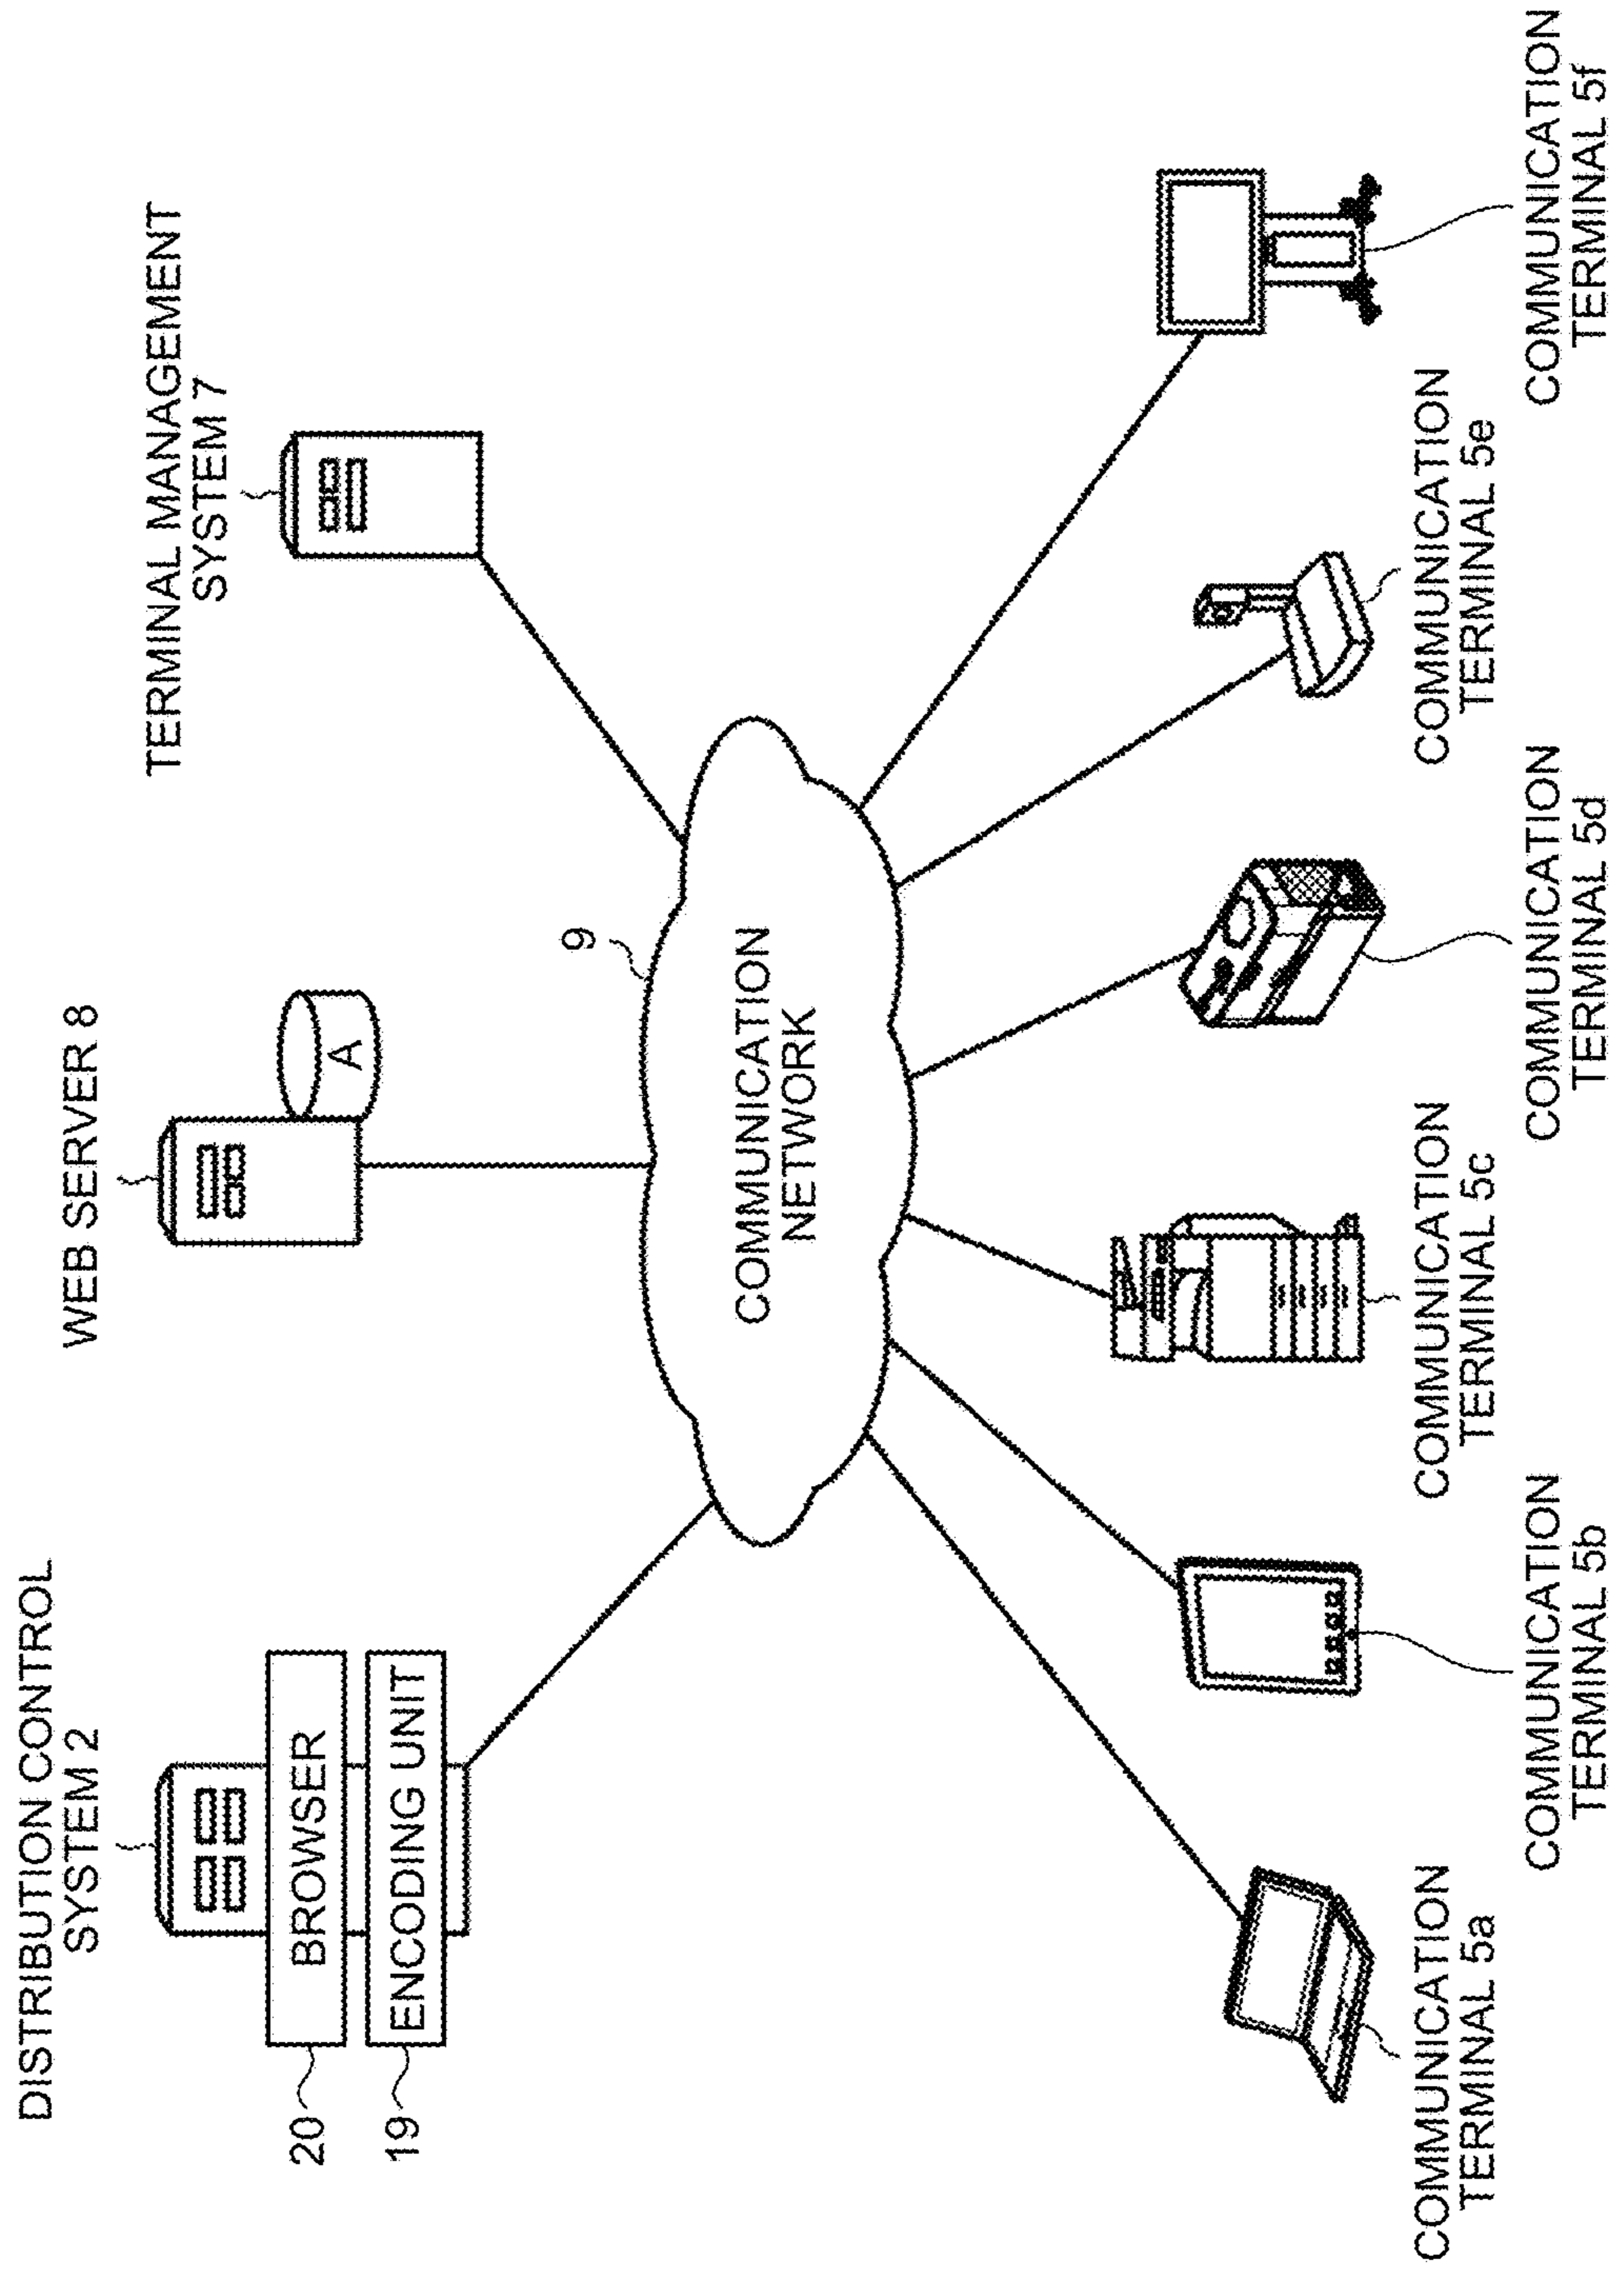 DISTRIBUTION CONTROL
SYSTEM 2
20
BROWSER
19
ENCODING UNIT
WEB SERVER 8
A
TERMINAL MANAGEMENT
SYSTEM 7
9
COMMUNICATION
NETWORK
COMMUNICATION
TERMINAL 5a
COMMUNICATION
TERMINAL 5b
COMMUNICATION
TERMINAL 5c
COMMUNICATION
TERMINAL 5d
COMMUNICATION
TERMINAL 5e
COMMUNICATION
TERMINAL 5f